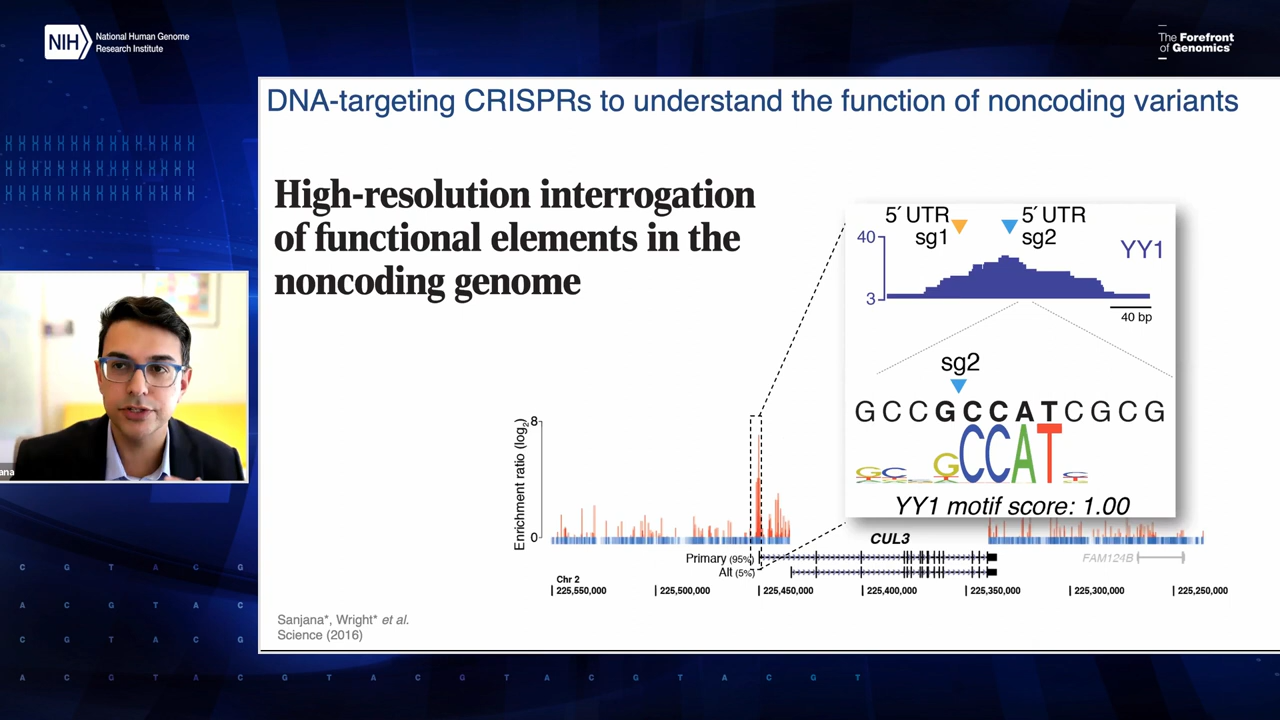 NIH
National Human Genome
Research Institute
The Forefront
of Genomics
DNA-targeting CRISPRs to understand the function of noncoding variants
High-resolution interrogation
of functional elements in the
noncoding genome
5′ UTR
sg1
5′ UTR
sg2
YY1
40
3
40 bp
sg2
GCCGCCATCGCG
GC GCCATC
YY1 motif score: 1.00
Enrichment ratio (log2)
8
0
CUL3
Primary (95%)
Alt (5%)
FAM124B
Chr 2
225,550,000
225,500,000
225,450,000
225,400,000
225,350,000
225,300,000
225,250,000
Sanjana*, Wright* et al.
Science (2016)
ana
C G T A C G
A C G T A C
C G T A C G
A C G T A C G T A C G T A C G T A C G T